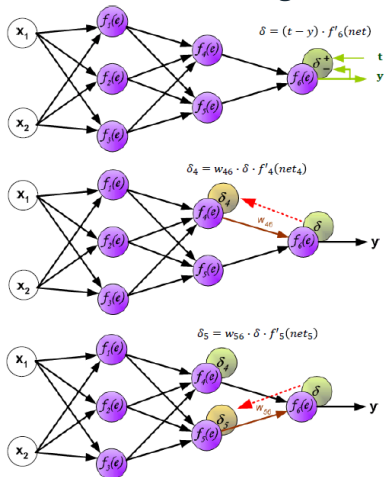 f₁(e)
x₁
δ = (t − y) · f'₆(net)
f₄(e)
f₂(e)
δ + −
t
y
f₆(e)
f₅(e)
x₂
f₃(e)
δ₄ = w₄₆ · δ · f'₄(net₄)
f₁(e)
x₁
δ₄
f₄(e)
w₄₆
δ
f₂(e)
f₆(e)
y
f₅(e)
x₂
f₃(e)
δ₅ = w₅₆ · δ · f'₅(net₅)
f₁(e)
x₁
δ₄
f₄(e)
δ
f₂(e)
f₆(e)
y
δ₅
w₅₆
f₅(e)
x₂
f₃(e)